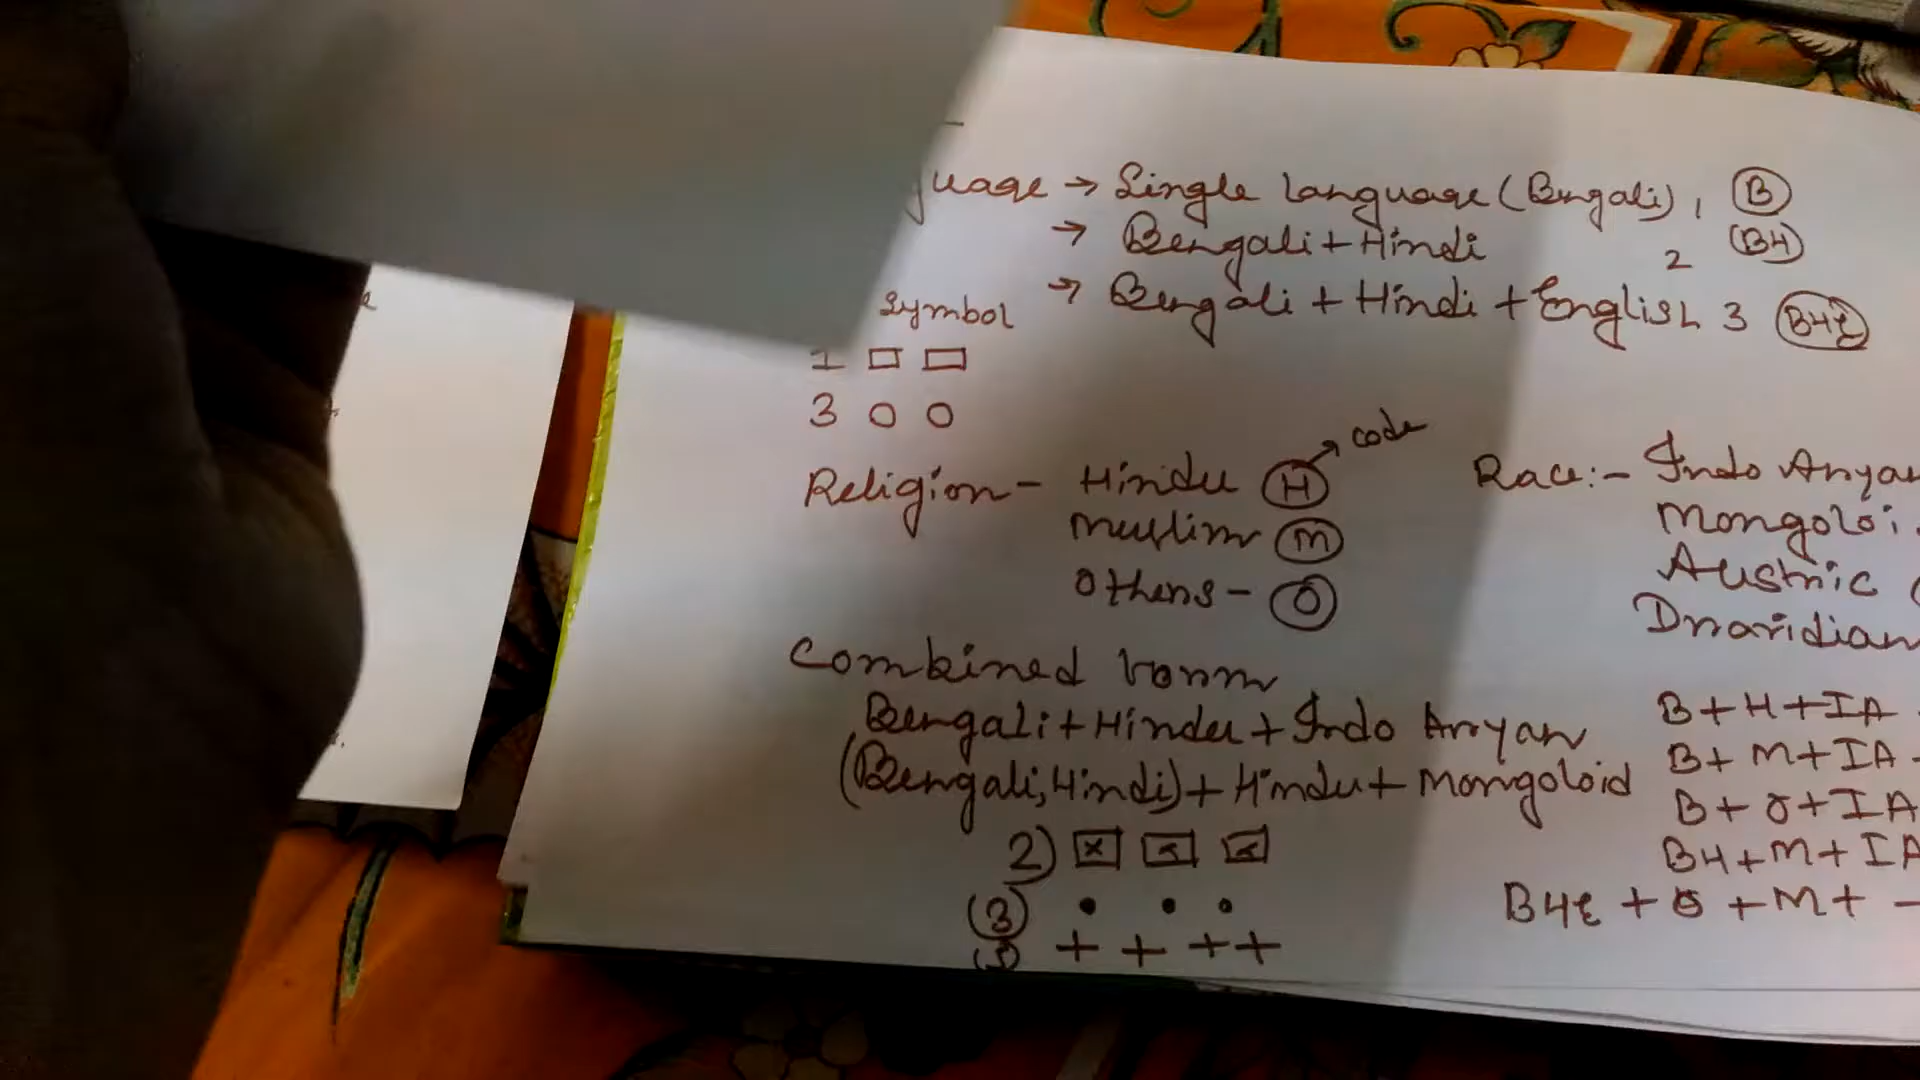 guage → Single language (Bengali), 1 B
→ Bengali + Hindi 2 (BH)
→ Bengali + Hindi + English 3 BHE
Symbol
1 □ □
3 ○ ○
code
Religion - Hindu H
Muslim M
Others - O
Race:- Indo Aryan
Mongoloi
Austric
Dravidian
Combined form
Bengali + Hindu + Indo Aryan
(Bengali, Hindi) + Hindu + Mongoloid
2)
(3) • • •
+ + + +
B + H + IA
B + M + IA -
B + O + IA
BH + M + IA
BHE + O + M + -